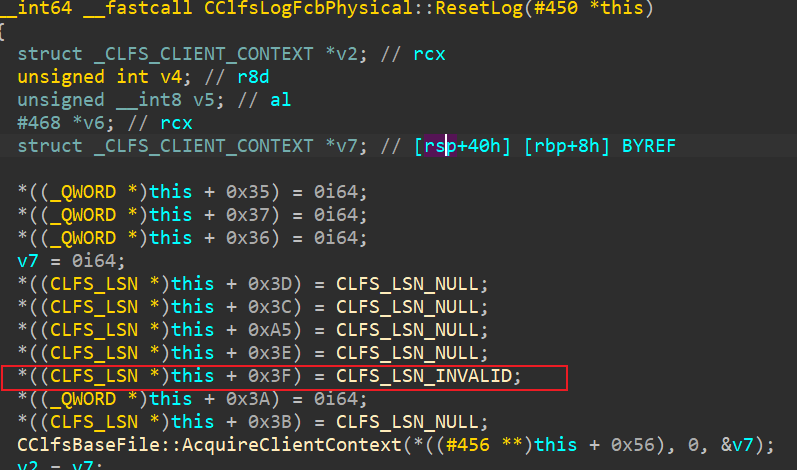 __int64 __fastcall CClfsLogFcbPhysical::ResetLog(#450 *this)
{
struct _CLFS_CLIENT_CONTEXT *v2; // rcx
unsigned int v4; // r8d
unsigned __int8 v5; // al
#468 *v6; // rcx
struct _CLFS_CLIENT_CONTEXT *v7; // [rsp+40h] [rbp+8h] BYREF
*((_QWORD *)this + 0x35) = 0i64;
*((_QWORD *)this + 0x37) = 0i64;
*((_QWORD *)this + 0x36) = 0i64;
v7 = 0i64;
*((CLFS_LSN *)this + 0x3D) = CLFS_LSN_NULL;
*((CLFS_LSN *)this + 0x3C) = CLFS_LSN_NULL;
*((CLFS_LSN *)this + 0xA5) = CLFS_LSN_NULL;
*((CLFS_LSN *)this + 0x3E) = CLFS_LSN_NULL;
*((CLFS_LSN *)this + 0x3F) = CLFS_LSN_INVALID;
*((_QWORD *)this + 0x3A) = 0i64;
*((CLFS_LSN *)this + 0x3B) = CLFS_LSN_NULL;
CClfsBaseFile::AcquireClientContext(*((#456 **)this + 0x56), 0, &v7);
v2 = v7;